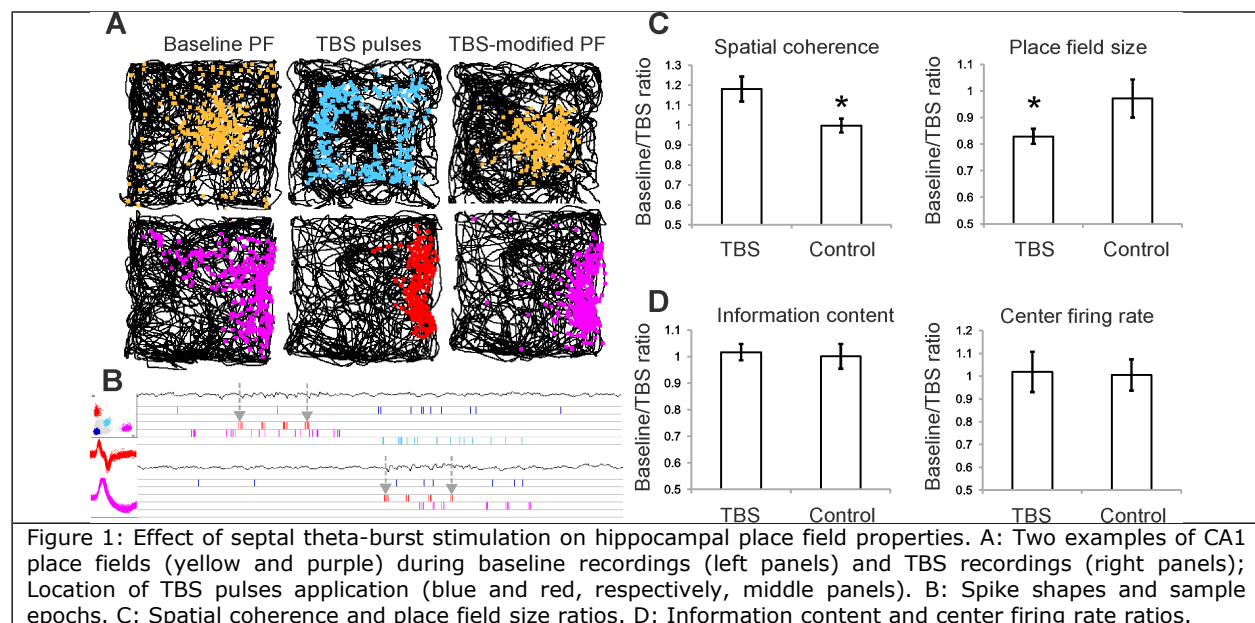 A
Baseline PF
TBS pulses
TBS-modified PF
B
C
Spatial coherence
Baseline/TBS ratio
1.3
1.2
1.1
1
0.9
0.8
0.7
0.6
0.5
*
TBS
Control
Place field size
Baseline/TBS ratio
1.1
1
0.9
0.8
0.7
0.6
0.5
*
TBS
Control
D
Information content
Baseline/TBS ratio
1.1
1
0.9
0.8
0.7
0.6
0.5
TBS
Control
Center firing rate
Baseline/TBS ratio
1.2
1.1
1
0.9
0.8
0.7
0.6
0.5
TBS
Control
Figure 1: Effect of septal theta-burst stimulation on hippocampal place field properties. A: Two examples of CA1
place fields (yellow and purple) during baseline recordings (left panels) and TBS recordings (right panels);
Location of TBS pulses application (blue and red, respectively, middle panels). B: Spike shapes and sample
epochs. C: Spatial coherence and place field size ratios. D: Information content and center firing rate ratios.